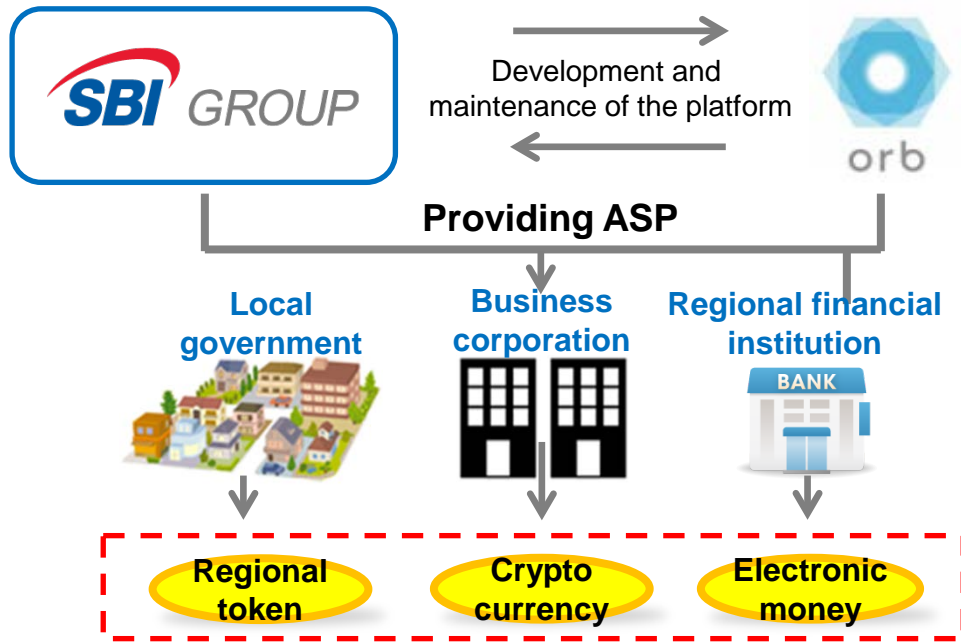 SBI GROUP
Development and
maintenance of the platform
orb
Providing ASP
Local
government
Business
corporation
Regional financial
institution
BANK
Regional
token
Crypto
currency
Electronic
money